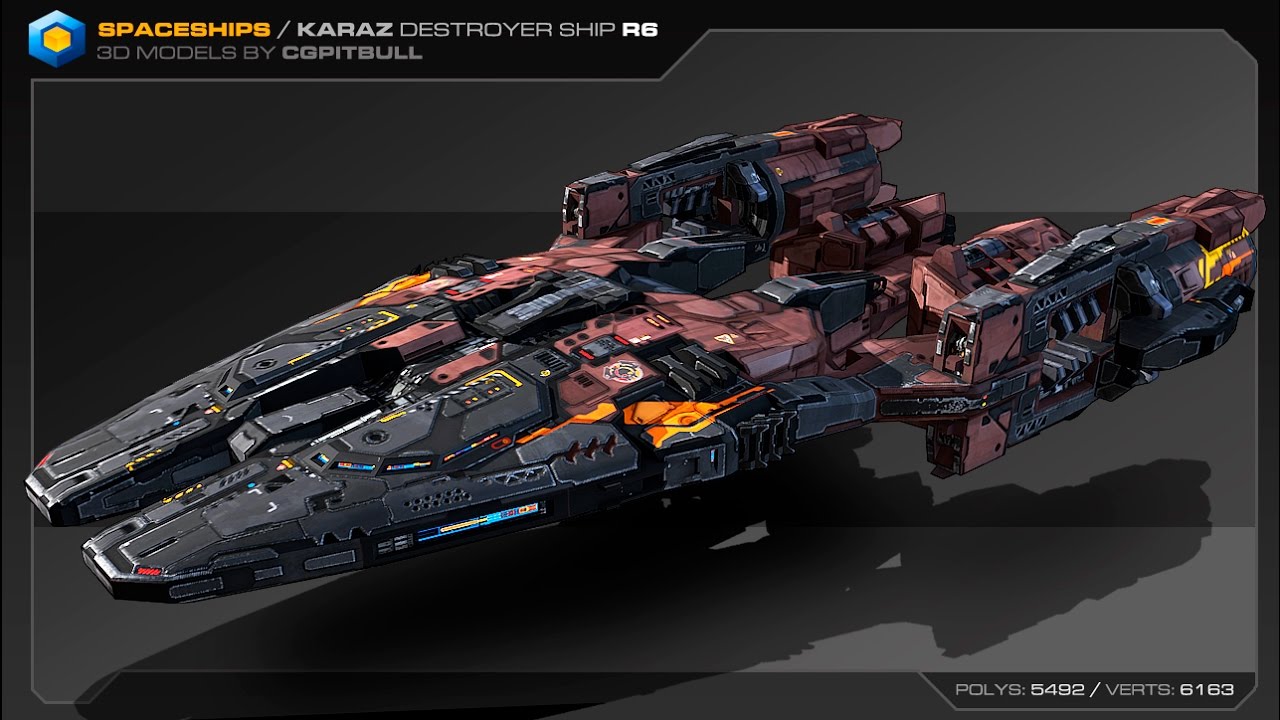 SPACESHIPS / KARAZ DESTROYER SHIP R6
3D MODELS BY CGPITBULL
POLYS: 5492 / VERTS: 6163